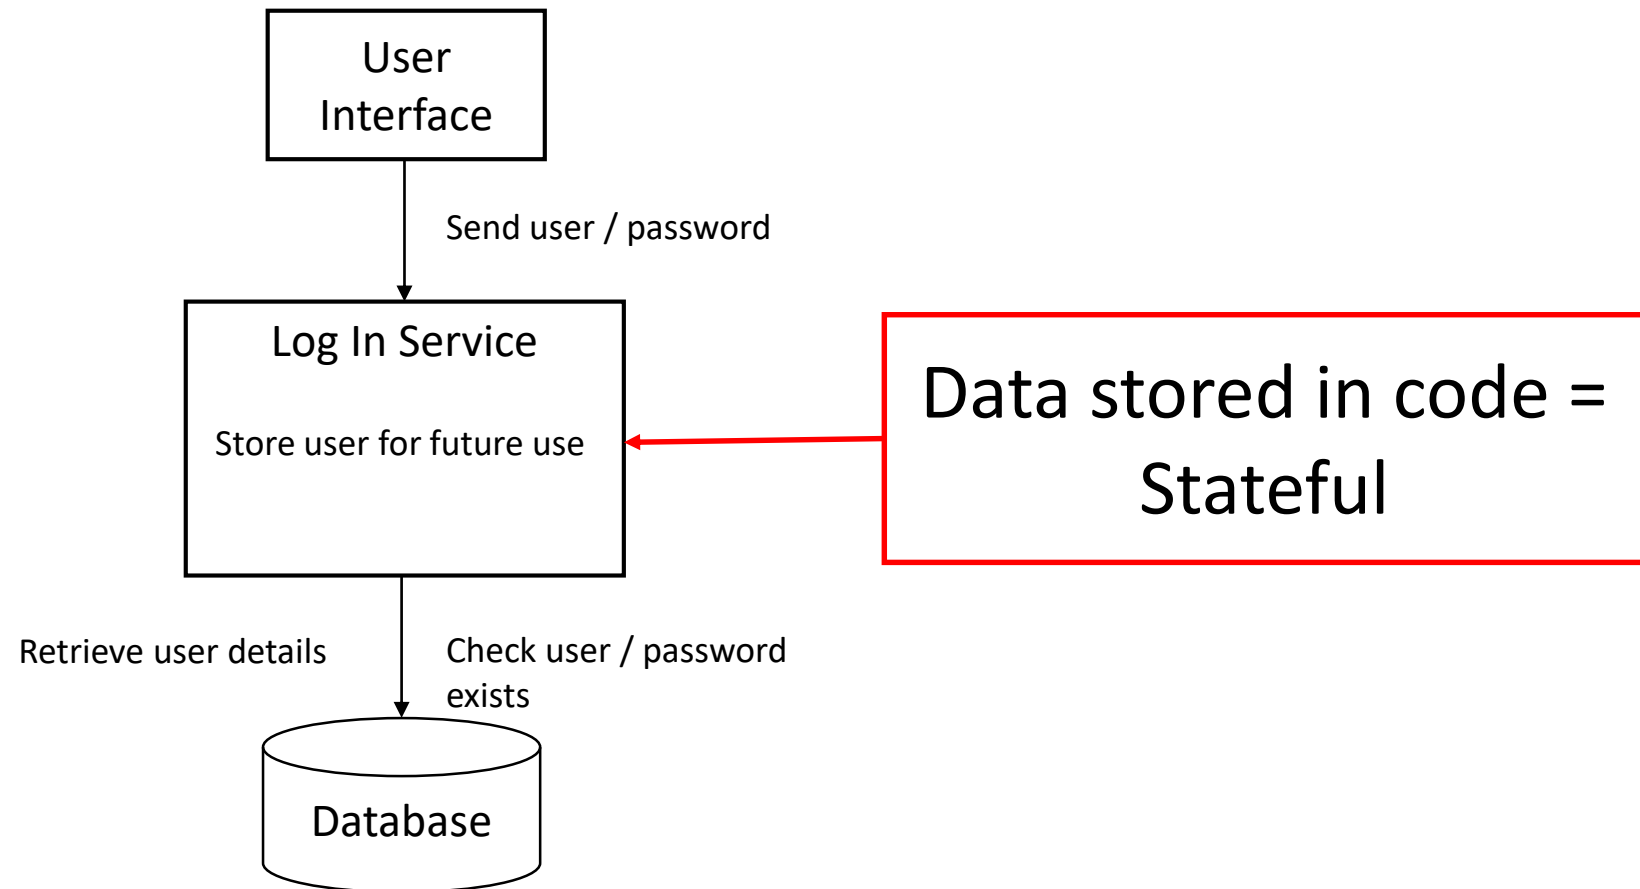 User
Interface
Send user / password
Log In Service
Store user for future use
Data stored in code =
Stateful
Retrieve user details
Check user / password
exists
Database